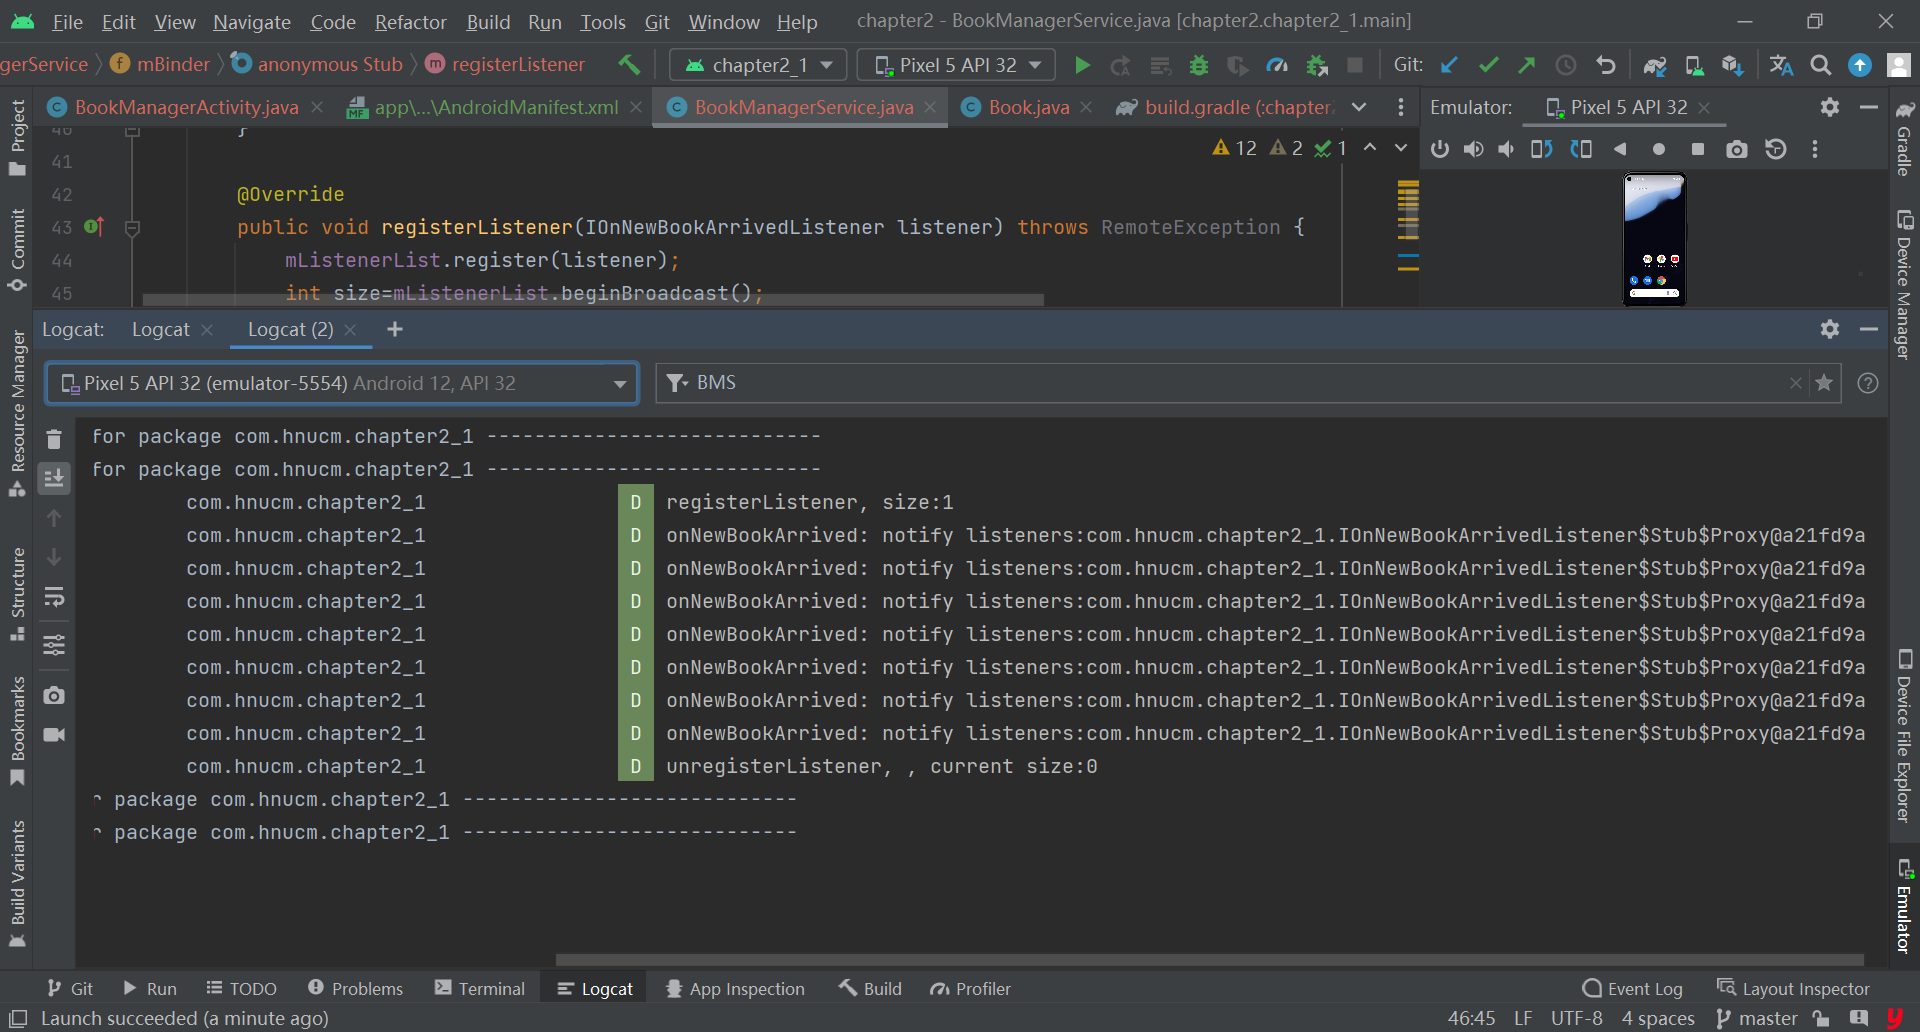 File Edit View Navigate Code Refactor Build Run Tools Git Window Help chapter2 - BookManagerService.java [chapter2.chapter2_1.main]
gerService mBinder anonymous Stub registerListener chapter2_1 Pixel 5 API 32 Git:
BookManagerActivity.java app\...\AndroidManifest.xml BookManagerService.java Book.java build.gradle (:chapter Emulator: Pixel 5 API 32
40 }
41 12 2 1
42 @Override
43 public void registerListener(IOnNewBookArrivedListener listener) throws RemoteException {
44 mListenerList.register(listener);
45 int size=mListenerList.beginBroadcast();
Logcat: Logcat Logcat (2)
Pixel 5 API 32 (emulator-5554) Android 12, API 32 BMS
for package com.hnucm.chapter2_1 ----------------------------
for package com.hnucm.chapter2_1 ----------------------------
com.hnucm.chapter2_1 D registerListener, size:1
com.hnucm.chapter2_1 D onNewBookArrived: notify listeners:com.hnucm.chapter2_1.IOnNewBookArrivedListener$Stub$Proxy@a21fd9a
com.hnucm.chapter2_1 D onNewBookArrived: notify listeners:com.hnucm.chapter2_1.IOnNewBookArrivedListener$Stub$Proxy@a21fd9a
com.hnucm.chapter2_1 D onNewBookArrived: notify listeners:com.hnucm.chapter2_1.IOnNewBookArrivedListener$Stub$Proxy@a21fd9a
com.hnucm.chapter2_1 D onNewBookArrived: notify listeners:com.hnucm.chapter2_1.IOnNewBookArrivedListener$Stub$Proxy@a21fd9a
com.hnucm.chapter2_1 D onNewBookArrived: notify listeners:com.hnucm.chapter2_1.IOnNewBookArrivedListener$Stub$Proxy@a21fd9a
com.hnucm.chapter2_1 D onNewBookArrived: notify listeners:com.hnucm.chapter2_1.IOnNewBookArrivedListener$Stub$Proxy@a21fd9a
com.hnucm.chapter2_1 D onNewBookArrived: notify listeners:com.hnucm.chapter2_1.IOnNewBookArrivedListener$Stub$Proxy@a21fd9a
com.hnucm.chapter2_1 D unregisterListener, , current size:0
r package com.hnucm.chapter2_1 ----------------------------
r package com.hnucm.chapter2_1 ----------------------------
Project
Commit
Resource Manager
Structure
Bookmarks
Build Variants
Gradle
Device Manager
Device File Explorer
Emulator
Git Run TODO Problems Terminal Logcat App Inspection Build Profiler Event Log Layout Inspector
Launch succeeded (a minute ago) 46:45 LF UTF-8 4 spaces master